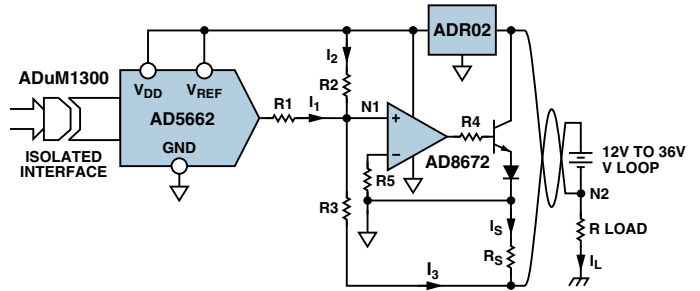 ADR02
I2
ADuM1300
VDD
VREF
R2
R1
I1
N1
R4
12V TO 36V
V LOOP
AD5662
+
ISOLATED
INTERFACE
GND
–
AD8672
R5
N2
R3
IS
R LOAD
RS
I3
IL